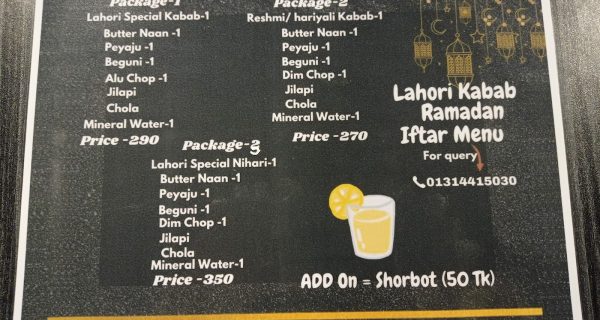 Package-1
Lahori Special Kabab-1
Butter Naan -1
Peyaju -1
Beguni -1
Alu Chop -1
Jilapi
Chola
Mineral Water-1
Price -290
Package-2
Reshmi/ hariyali Kabab-1
Butter Naan -1
Peyaju -1
Beguni -1
Dim Chop -1
Jilapi
Chola
Mineral Water-1
Price -270
Lahori Kabab
Ramadan
Iftar Menu
For query
01314415030
Lahori Special Nihari-1
Butter Naan -1
Peyaju -1
Beguni -1
Dim Chop -1
Jilapi
Chola
Mineral Water-1
Price -350
ADD On = Shorbot (50 Tk)